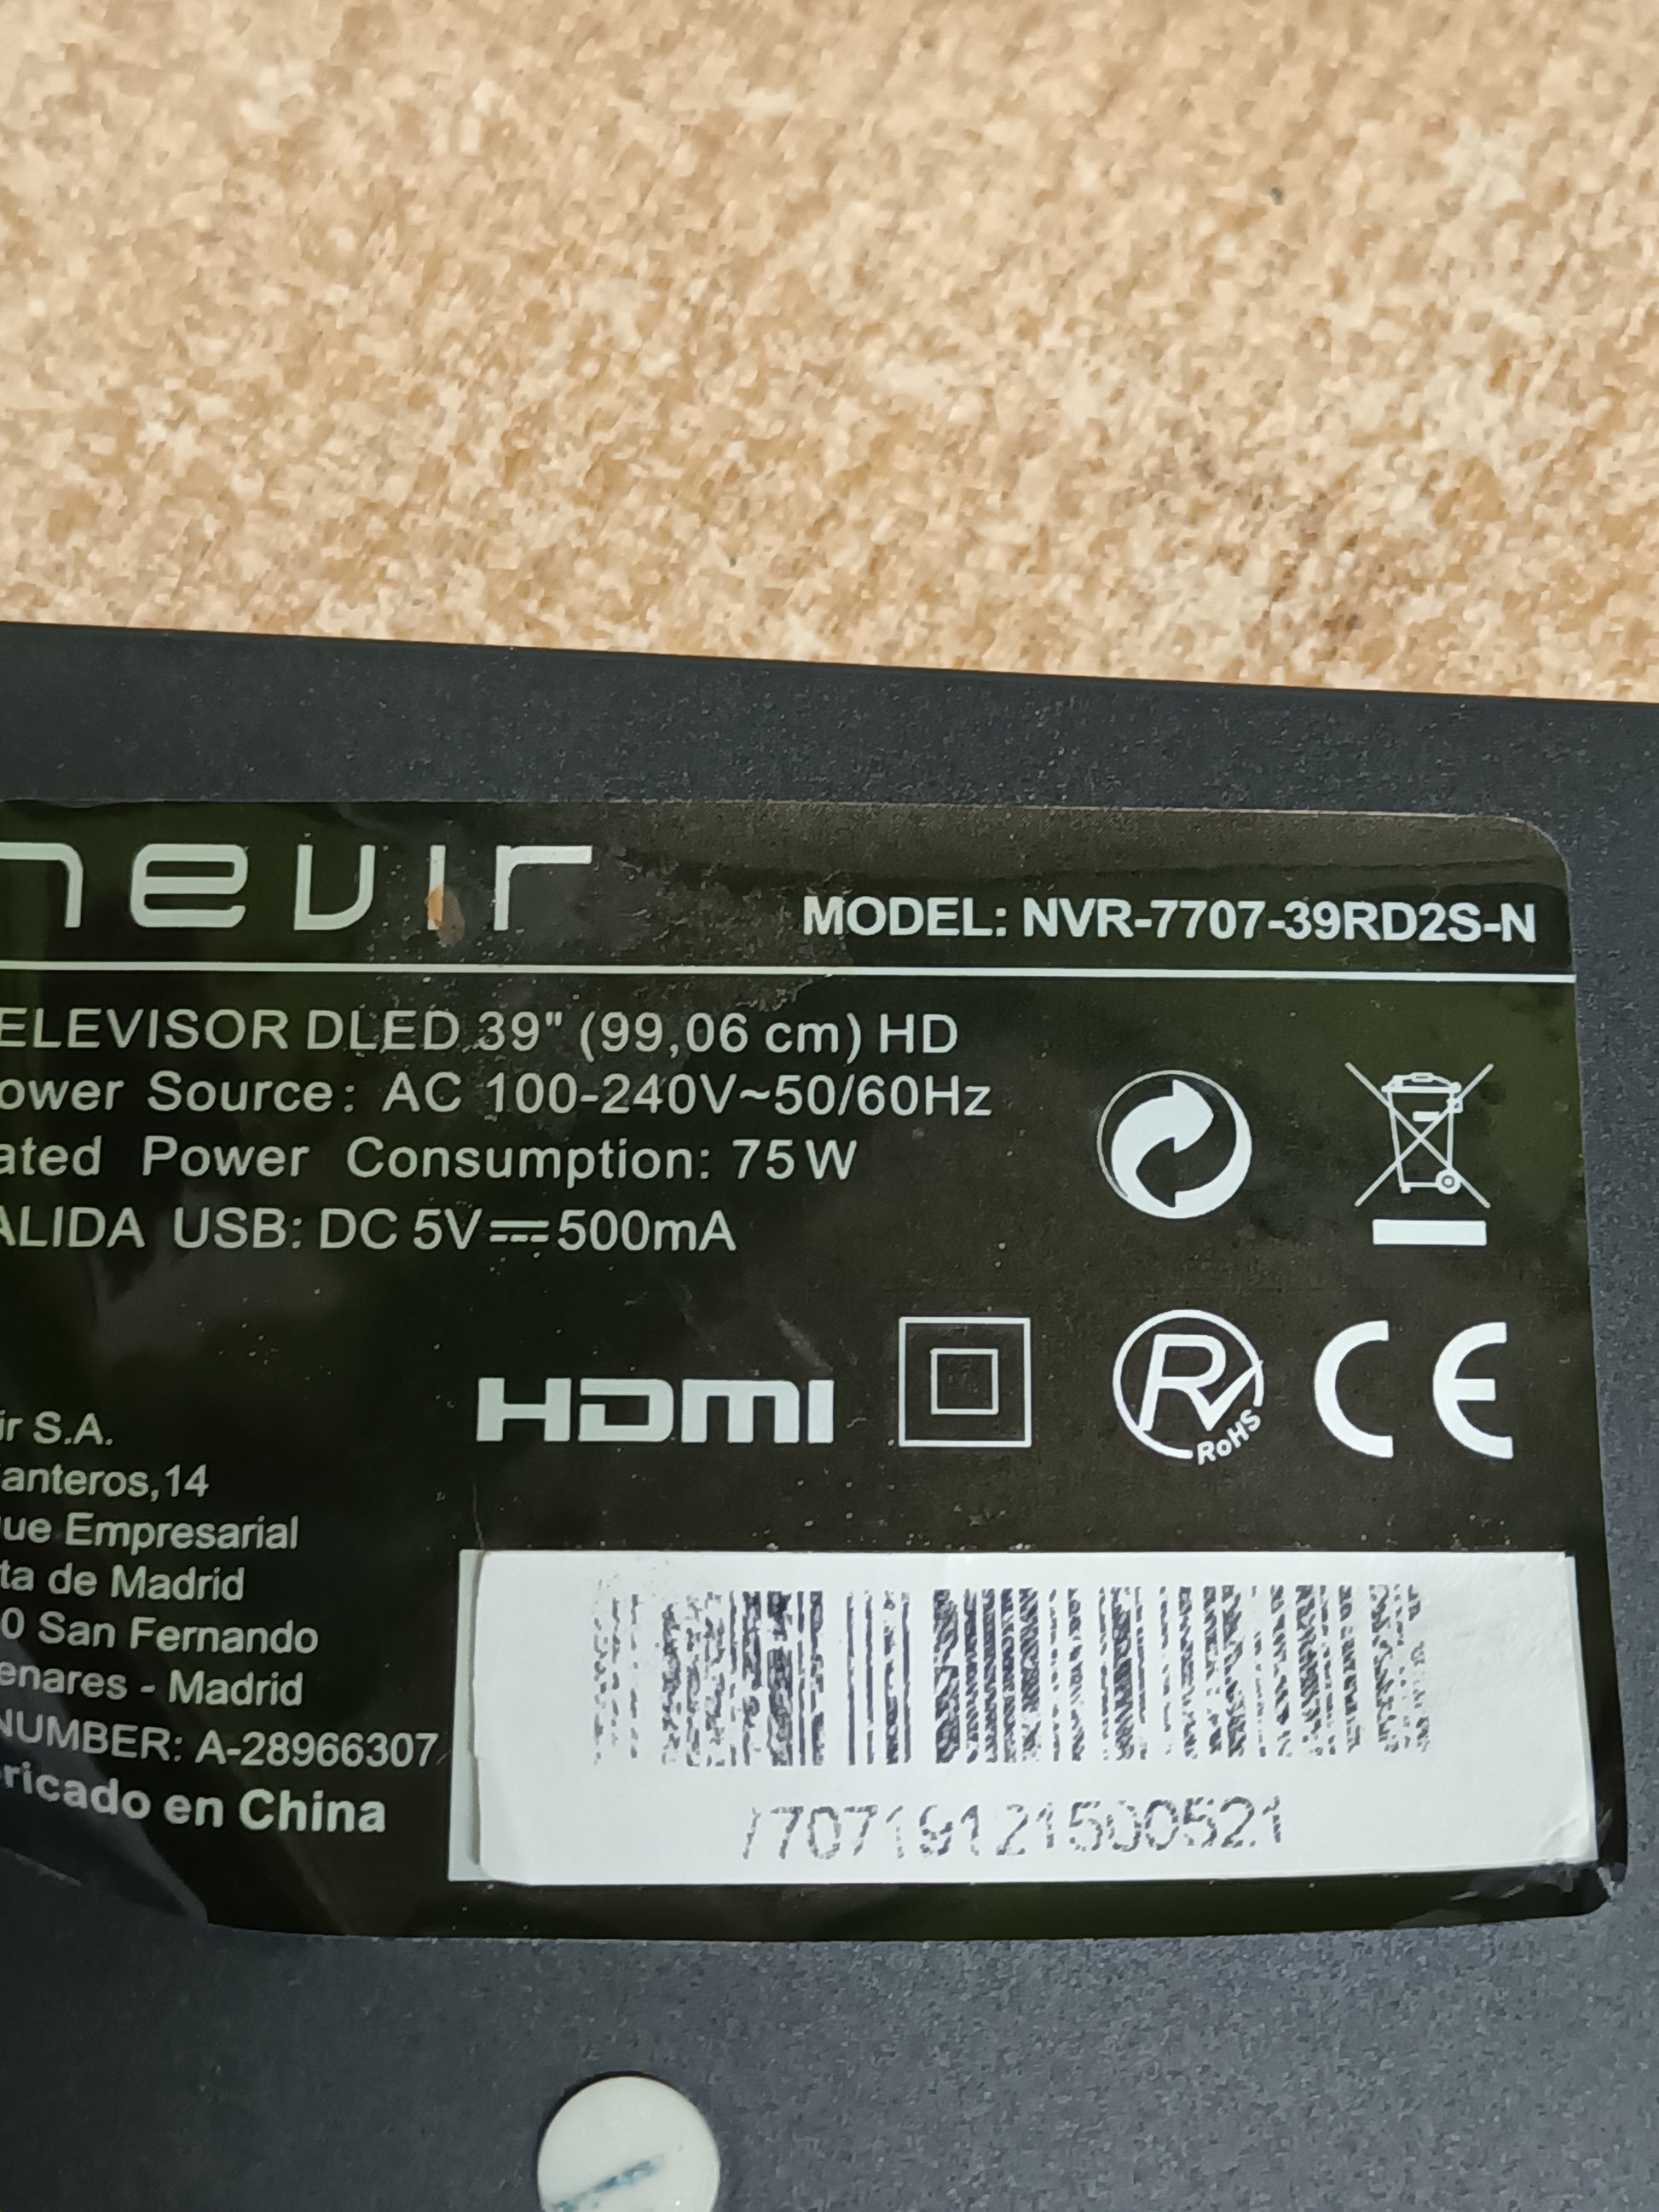 nevir
MODEL: NVR-7707-39RD2S-N
ELEVISOR DLED 39" (99,06 cm) HD
ower Source: AC 100-240V~50/60Hz
ated Power Consumption: 75W
ALIDA USB: DC 5V⎓500mA
HDMI
RoHS
CE
ir S.A.
anteros,14
ue Empresarial
ta de Madrid
0 San Fernando
enares - Madrid
NUMBER: A-28966307
ricado en China
770719121500521